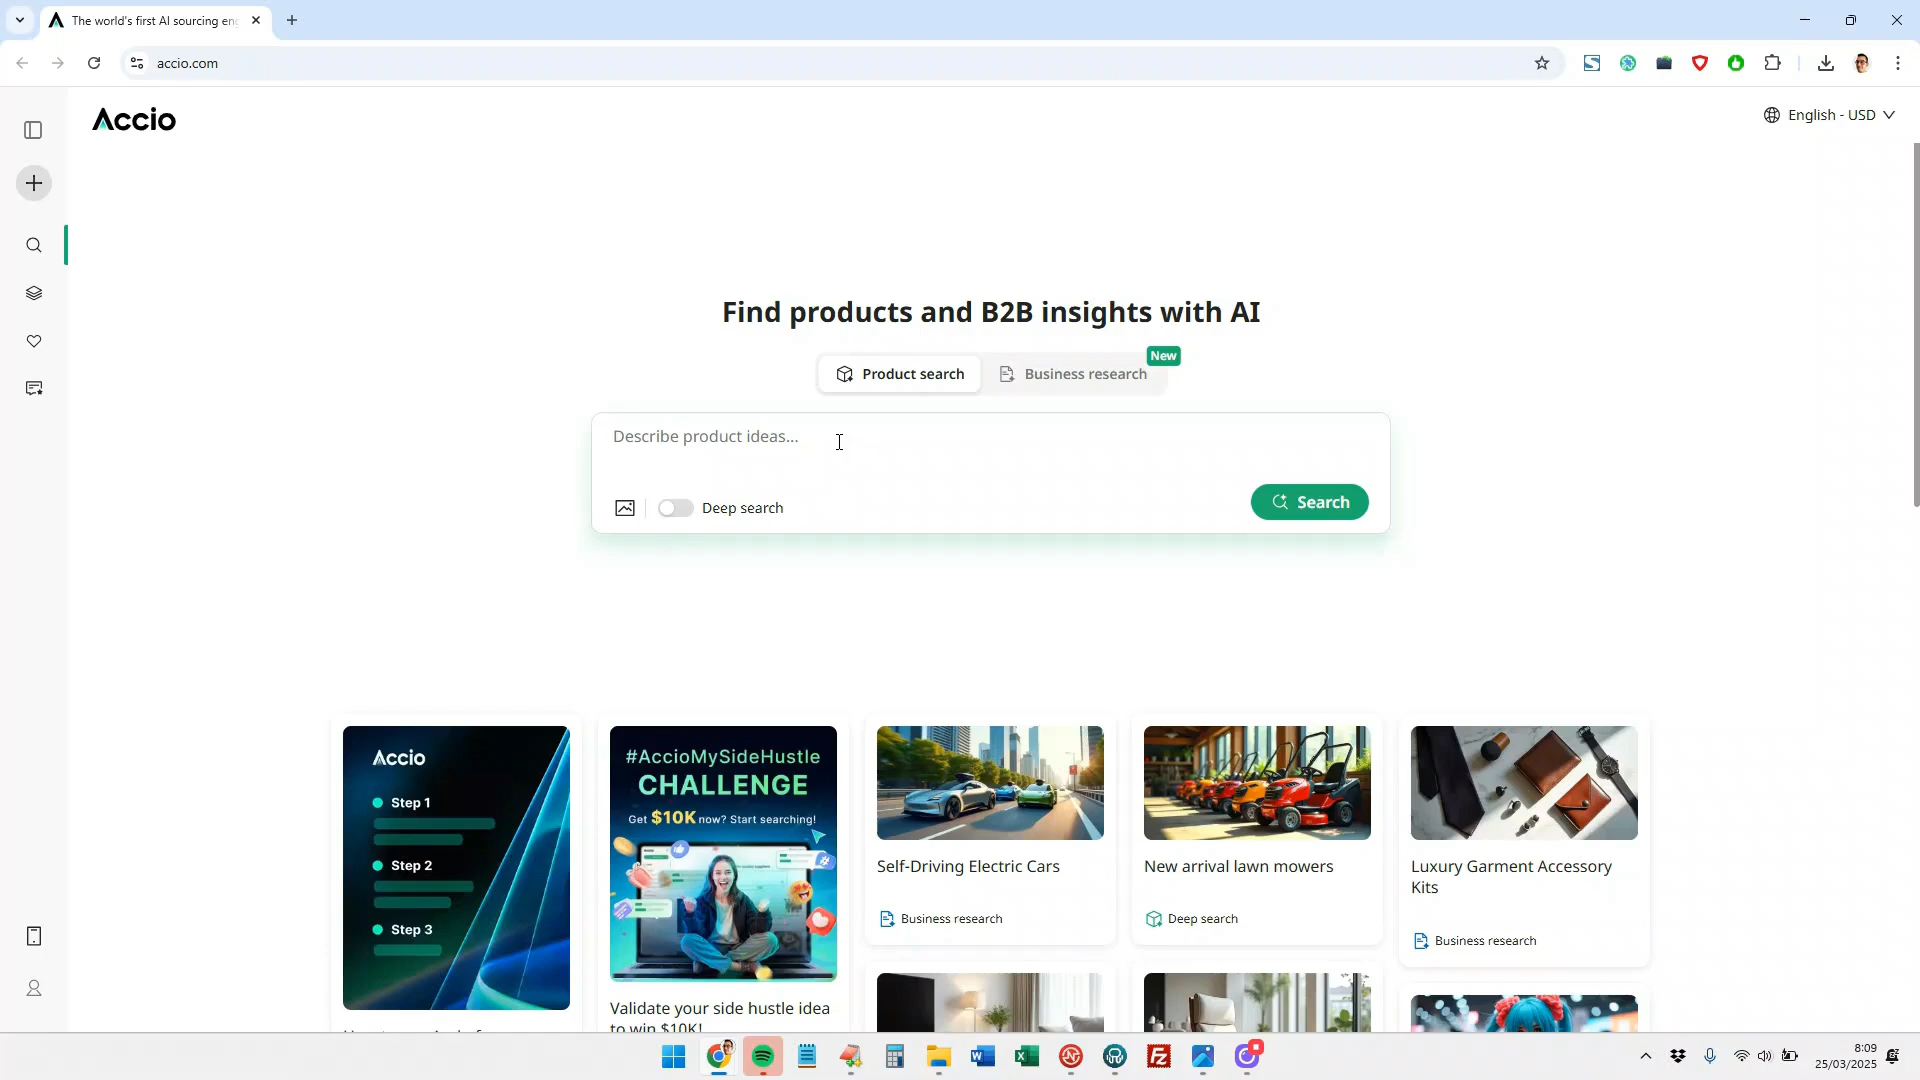 The world's first AI sourcing en
accio.com
Accio
English - USD
Find products and B2B insights with AI
New
Product search
Business research
Describe product ideas...
Deep search
Search
Accio
Step 1
Step 2
Step 3
#AccioMySideHustle
CHALLENGE
Get $10K now? Start searching!
Validate your side hustle idea
to win $10K!
Self-Driving Electric Cars
Business research
New arrival lawn mowers
Deep search
Luxury Garment Accessory
Kits
Business research
8:09
25/03/2025